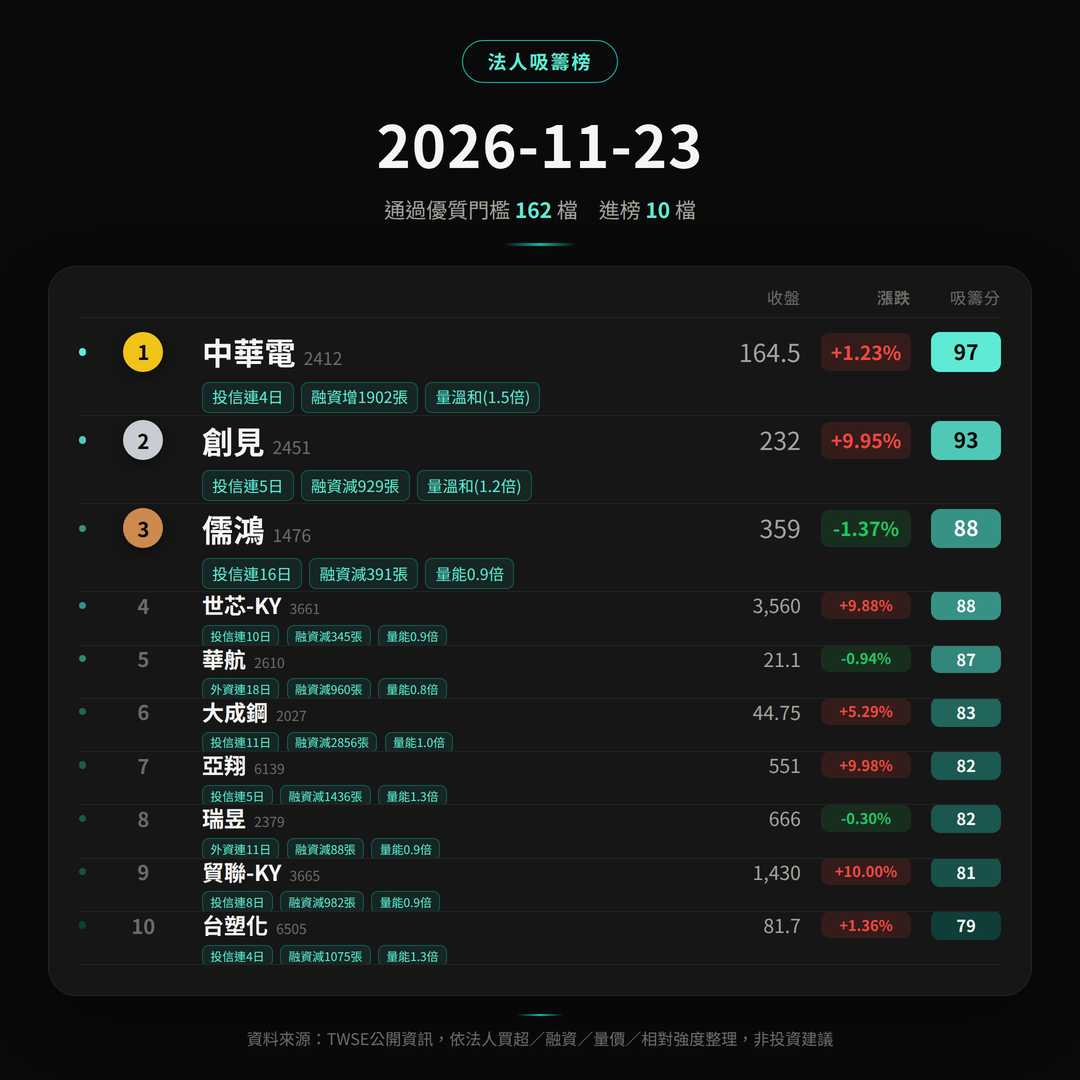 法人吸籌榜
2026-11-23
通過優質門檻 162 檔 進榜 10 檔
收盤 漲跌 吸籌分
1 中華電 2412 164.5 +1.23% 97
投信連4日 融資增1902張 量溫和(1.5倍)
2 創見 2451 232 +9.95% 93
投信連5日 融資減929張 量溫和(1.2倍)
3 儒鴻 1476 359 -1.37% 88
投信連16日 融資減391張 量能0.9倍
4 世芯-KY 3661 3,560 +9.88% 88
投信連10日 融資減345張 量能0.9倍
5 華航 2610 21.1 -0.94% 87
外資連18日 融資減960張 量能0.8倍
6 大成鋼 2027 44.75 +5.29% 83
投信連11日 融資減2856張 量能1.0倍
7 亞翔 6139 551 +9.98% 82
投信連5日 融資減1436張 量能1.3倍
8 瑞昱 2379 666 -0.30% 82
外資連11日 融資減88張 量能0.9倍
9 貿聯-KY 3665 1,430 +10.00% 81
投信連8日 融資減982張 量能0.9倍
10 台塑化 6505 81.7 +1.36% 79
投信連4日 融資減1075張 量能1.3倍
資料來源：TWSE公開資訊，依法人買超／融資／量價／相對強度整理，非投資建議